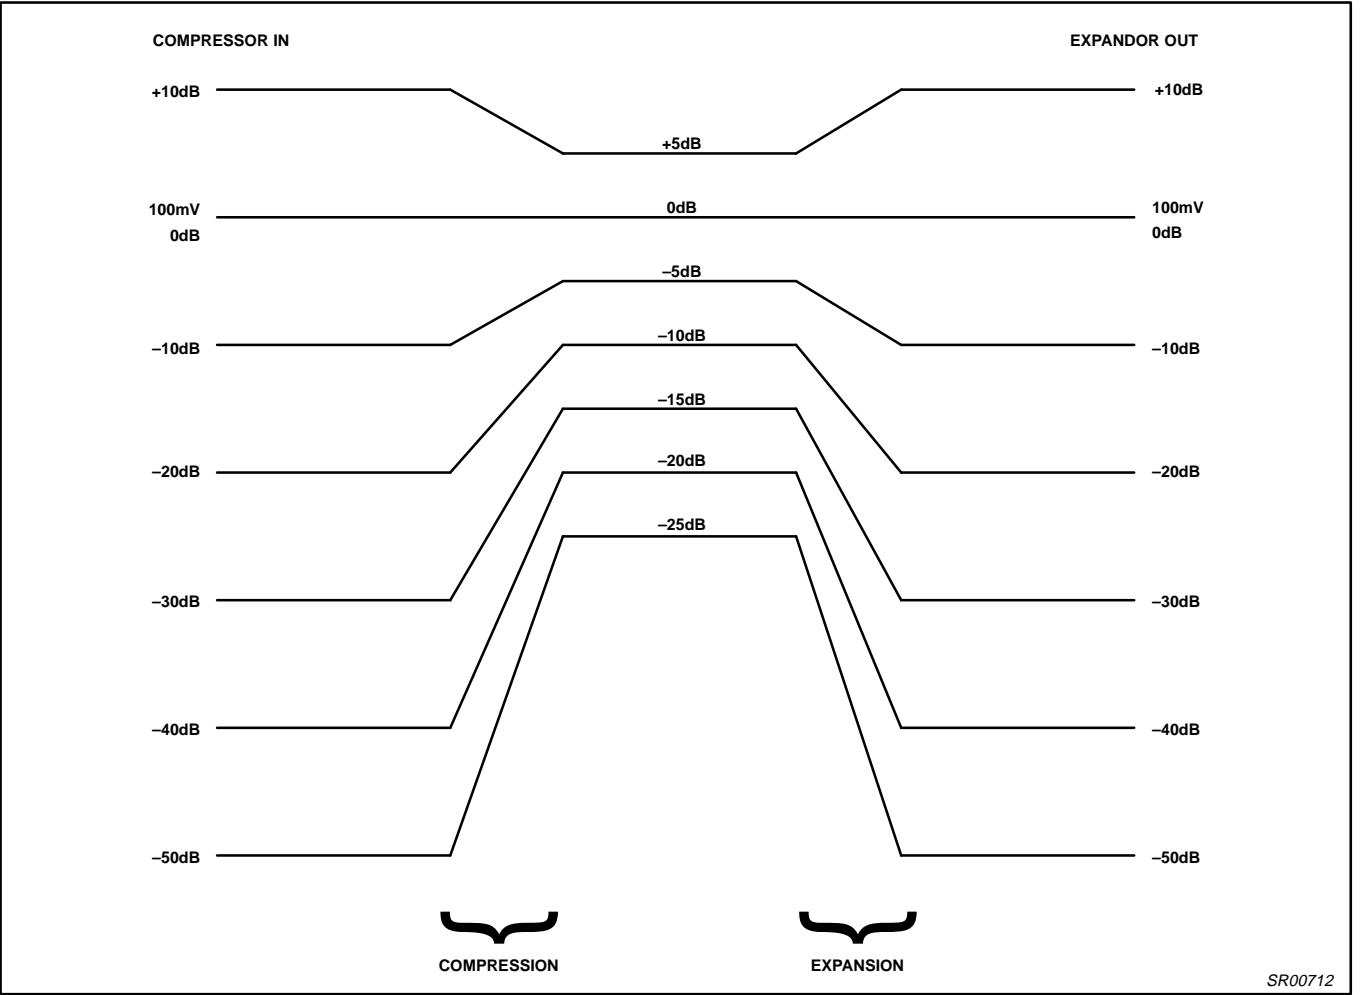 COMPRESSOR IN
EXPANDOR OUT
+10dB
+10dB
+5dB
100mV
0dB
0dB
100mV
0dB
–5dB
–10dB
–10dB
–10dB
–15dB
–20dB
–20dB
–20dB
–25dB
–30dB
–30dB
–40dB
–40dB
–50dB
–50dB
COMPRESSION
EXPANSION
SR00712